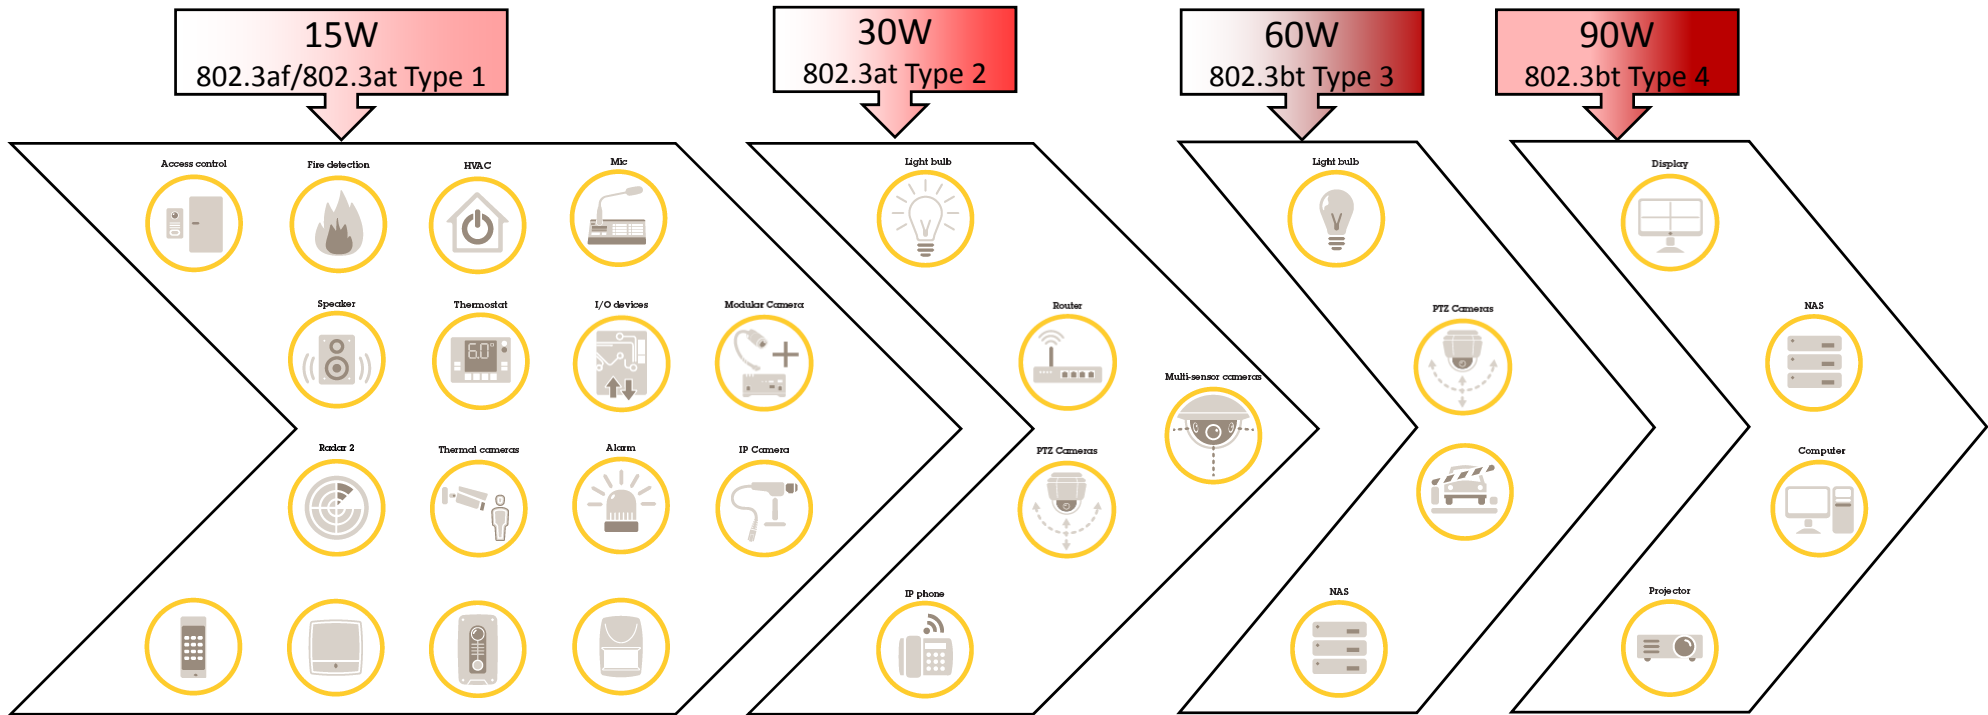 15W
802.3af/802.3at Type 1
30W
802.3at Type 2
60W
802.3bt Type 3
90W
802.3bt Type 4
Access control
Fire detection
HVAC
Mic
Speaker
Thermostat
6.0°
I/O devices
Modular Camera
Radar 2
Thermal cameras
Alarm
IP Camera
Light bulb
Router
Multi-sensor cameras
PTZ Cameras
IP phone
Light bulb
PTZ Cameras
NAS
Display
NAS
Computer
Projector